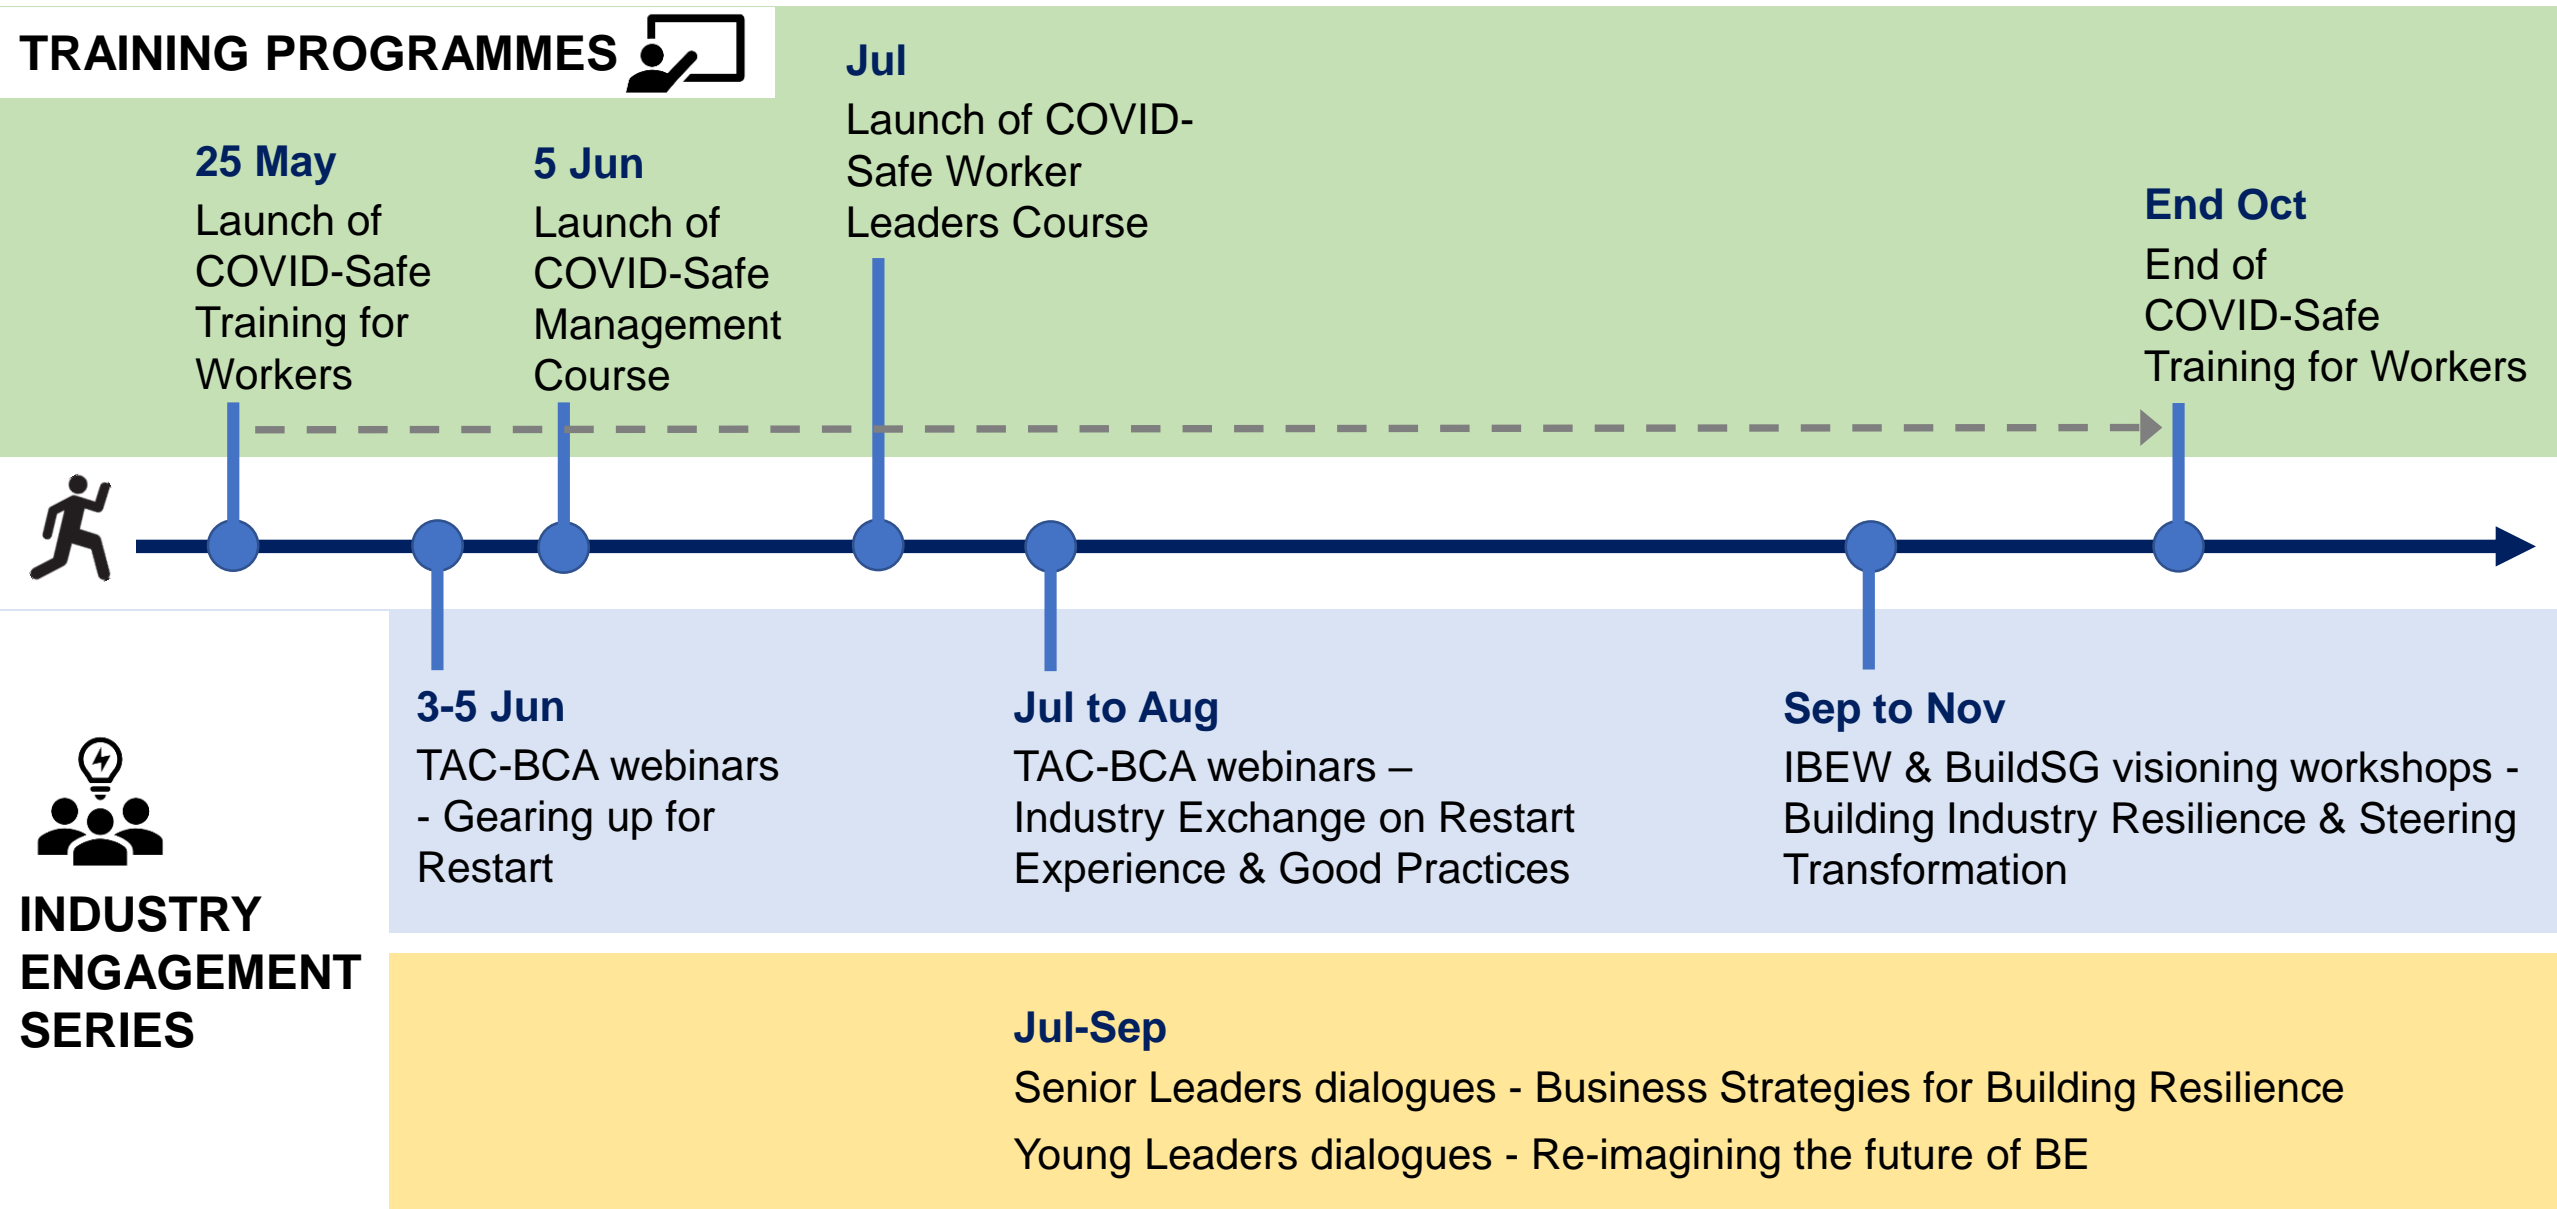 TRAINING PROGRAMMES
25 May
Launch of
COVID-Safe
Training for
Workers
5 Jun
Launch of
COVID-Safe
Management
Course
Jul
Launch of COVID-
Safe Worker
Leaders Course
End Oct
End of
COVID-Safe
Training for Workers
INDUSTRY
ENGAGEMENT
SERIES
3-5 Jun
TAC-BCA webinars
- Gearing up for
Restart
Jul to Aug
TAC-BCA webinars –
Industry Exchange on Restart
Experience & Good Practices
Sep to Nov
IBEW & BuildSG visioning workshops -
Building Industry Resilience & Steering
Transformation
Jul-Sep
Senior Leaders dialogues - Business Strategies for Building Resilience
Young Leaders dialogues - Re-imagining the future of BE